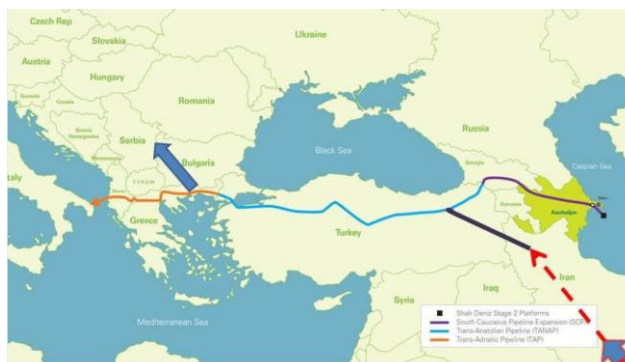 Czech Rep
Ukraine
Slovakia
Austria
Hungary
Romania
Russia
Serbia
Black Sea
Caspian Sea
Bulgaria
Italy
Georgia
Azerbaijan
Greece
Turkey
Iran
Syria
Iraq
Mediterranean Sea
Shah Deniz Stage 2 Platforms
South Caucasus Pipeline Expansion (SCP)
Trans-Anatolian Pipeline (TANAP)
Trans-Adriatic Pipeline (TAP)